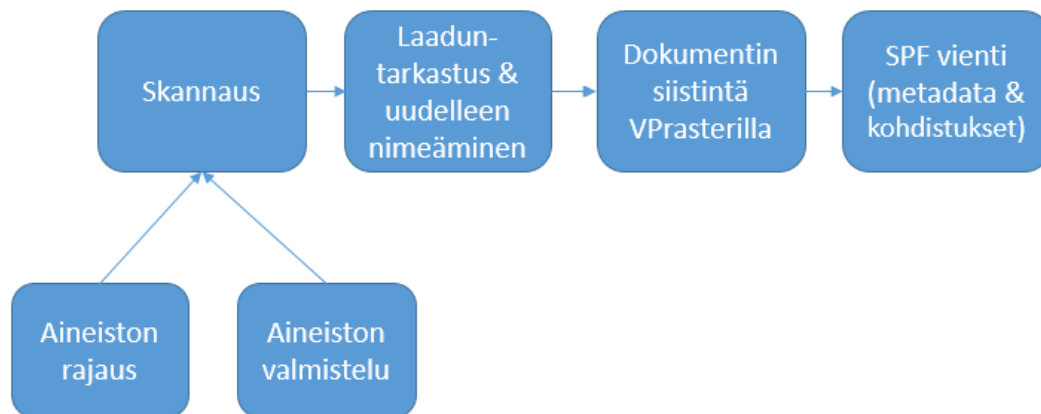 Skannaus
Laadun-
tarkastus &
uudelleen
nimeäminen
Dokumentin
siistintä
VPrasterilla
SPF vienti
(metadata &
kohdistukset)
Aineiston
rajaus
Aineiston
valmistelu